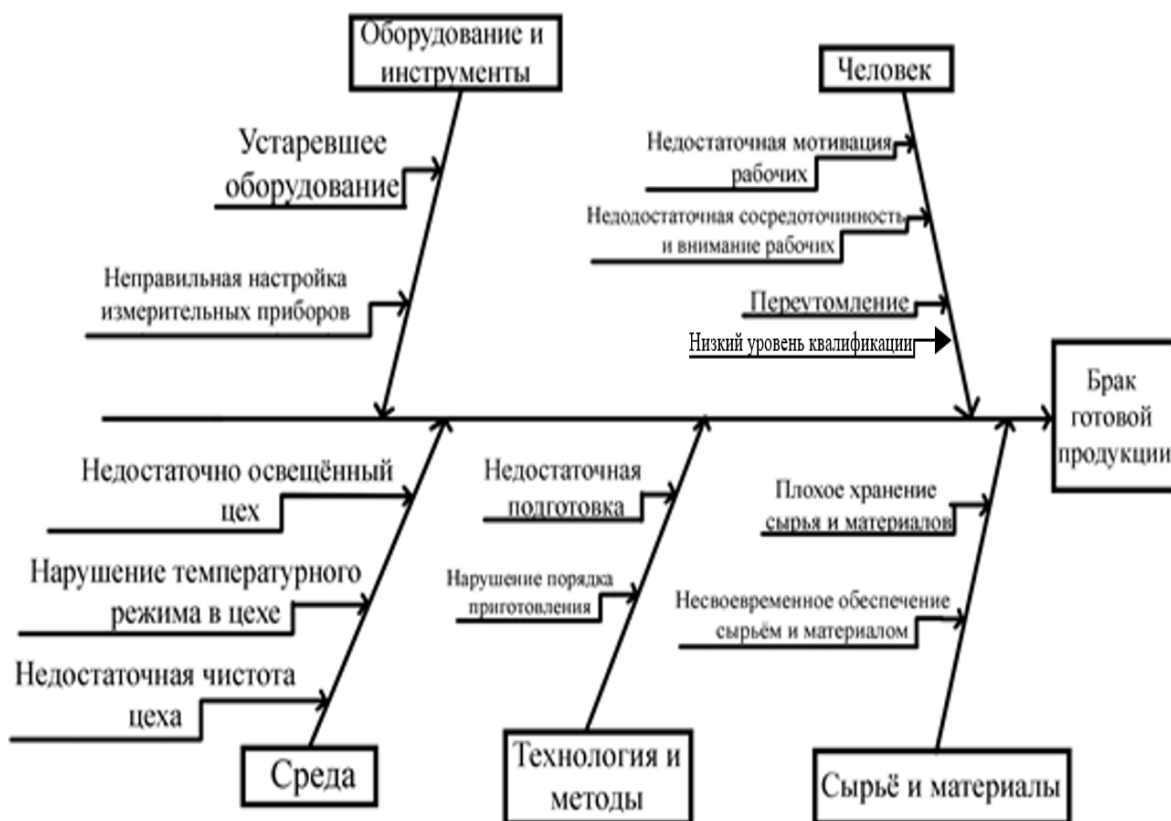 Оборудование и
инструменты
Человек
Устаревшее
оборудование
Недостаточная мотивация
рабочих
Недодостаточная сосредоточинность
и внимание рабочих
Неправильная настройка
измерительных приборов
Переутомление
Низкий уровень квалификации
Брак
готовой
продукции
Недостаточно освещённый
цех
Недостаточная
подготовка
Плохое хранение
сырья и материалов
Нарушение температурного
режима в цехе
Нарушение порядка
приготовления
Несвоевременное обеспечение
сырьём и материалом
Недостаточная чистота
цеха
Среда
Технология и
методы
Сырьё и материалы